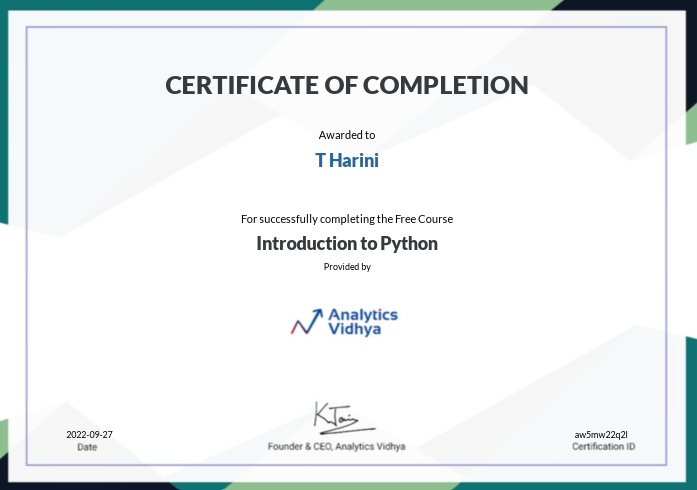 CERTIFICATE OF COMPLETION
Awarded to
T Harini
For successfully completing the Free Course
Introduction to Python
Provided by
Analytics
Vidhya
2022-09-27
Date
Founder & CEO, Analytics Vidhya
aw5mw22q2l
Certification ID